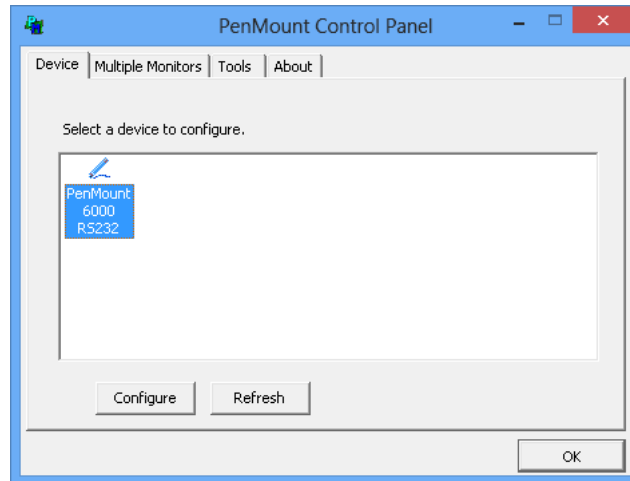 PenMount Control Panel
Device Multiple Monitors Tools About
Select a device to configure.
PenMount
6000
RS232
Configure Refresh
OK